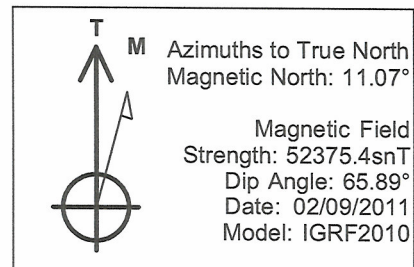 T
M
Azimuths to True North
Magnetic North: 11.07°
Magnetic Field
Strength: 52375.4snT
Dip Angle: 65.89°
Date: 02/09/2011
Model: IGRF2010